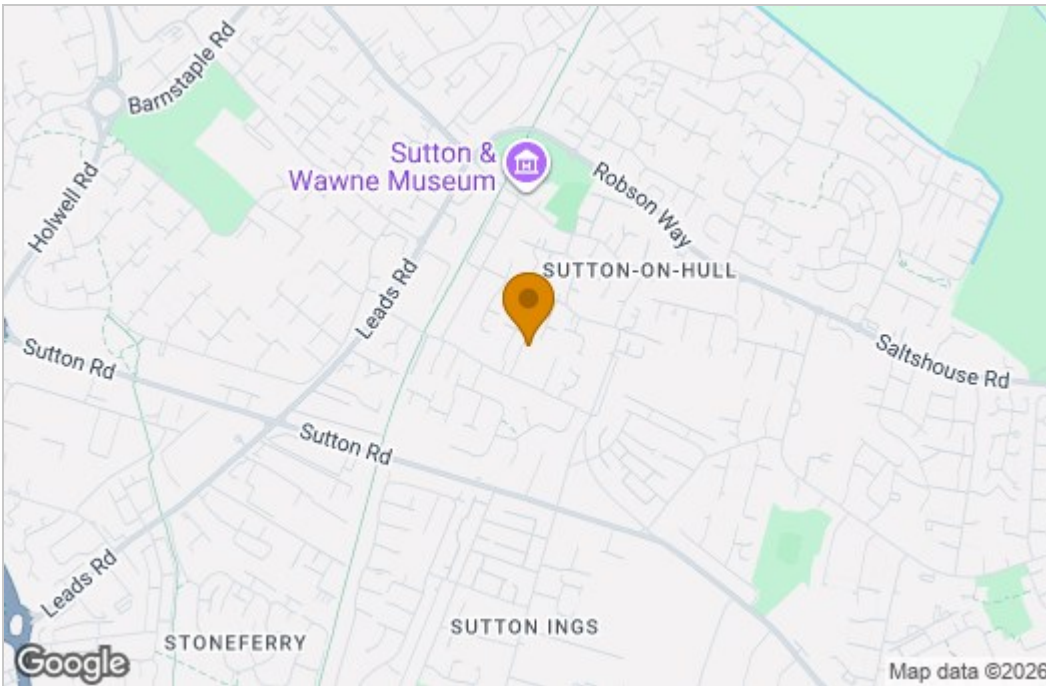 Barnstaple Rd
Sutton &
Wawne Museum
Robson Way
Holwell Rd
SUTTON-ON-HULL
Leads Rd
Saltshouse Rd
Sutton Rd
Sutton Rd
Leads Rd
SUTTON INGS
STONEFERRY
Google
Map data ©2026